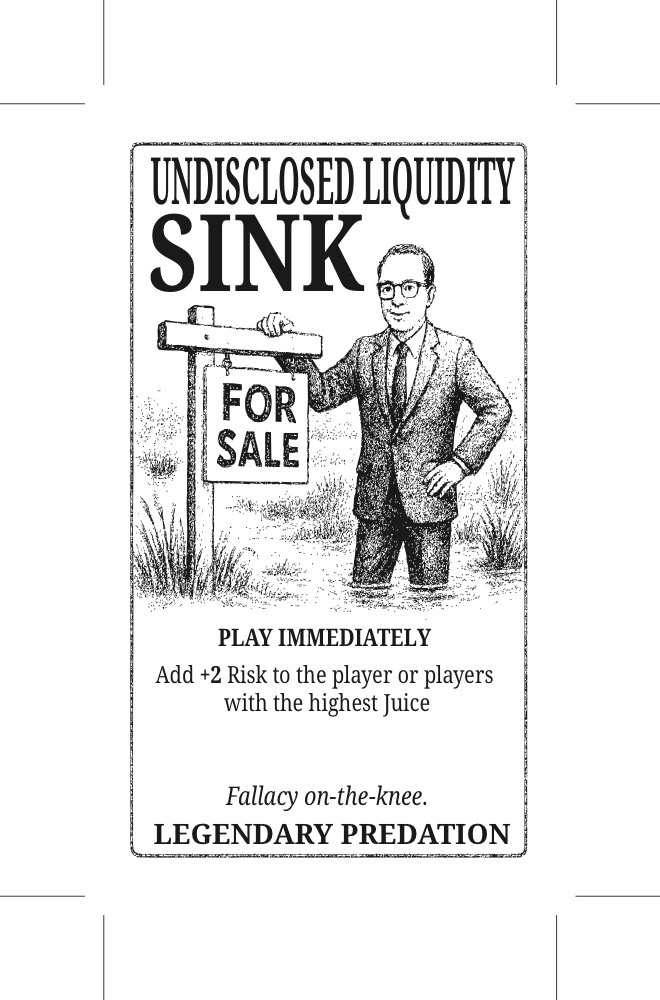 UNDISCLOSED LIQUIDITY
SINK
FOR
SALE
PLAY IMMEDIATELY
Add +2 Risk to the player or players
with the highest Juice
Fallacy on-the-knee.
LEGENDARY PREDATION